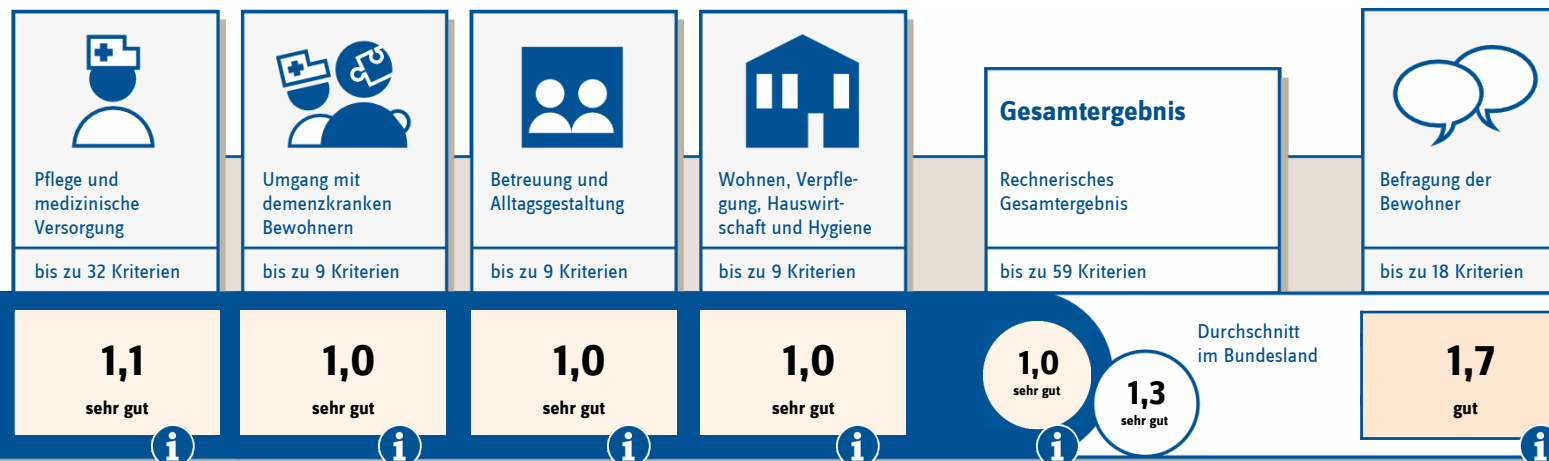 Pflege und
medizinische
Versorgung
bis zu 32 Kriterien
1,1
sehr gut
Umgang mit
demenzkranken
Bewohnern
bis zu 9 Kriterien
1,0
sehr gut
Betreuung und
Alltagsgestaltung
bis zu 9 Kriterien
1,0
sehr gut
Wohnen, Verpfle-
gung, Hauswirt-
schaft und Hygiene
bis zu 9 Kriterien
1,0
sehr gut
Gesamtergebnis
Rechnerisches
Gesamtergebnis
bis zu 59 Kriterien
1,0
sehr gut
1,3
sehr gut
Durchschnitt
im Bundesland
Befragung der
Bewohner
bis zu 18 Kriterien
1,7
gut